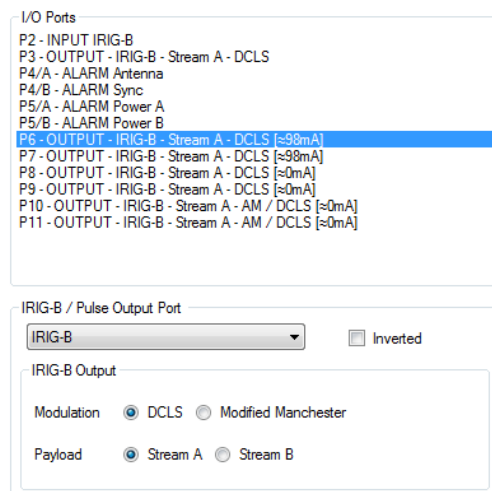 I/O Ports
P2 - INPUT IRIG-B
P3 - OUTPUT - IRIG-B - Stream A - DCLS
P4/A - ALARM Antenna
P4/B - ALARM Sync
P5/A - ALARM Power A
P5/B - ALARM Power B
P6 - OUTPUT - IRIG-B - Stream A - DCLS [≈98mA]
P7 - OUTPUT - IRIG-B - Stream A - DCLS [≈98mA]
P8 - OUTPUT - IRIG-B - Stream A - DCLS [≈0mA]
P9 - OUTPUT - IRIG-B - Stream A - DCLS [≈0mA]
P10 - OUTPUT - IRIG-B - Stream A - AM / DCLS [≈0mA]
P11 - OUTPUT - IRIG-B - Stream A - AM / DCLS [≈0mA]
IRIG-B / Pulse Output Port
IRIG-B Inverted
IRIG-B Output
Modulation DCLS Modified Manchester
Payload Stream A Stream B